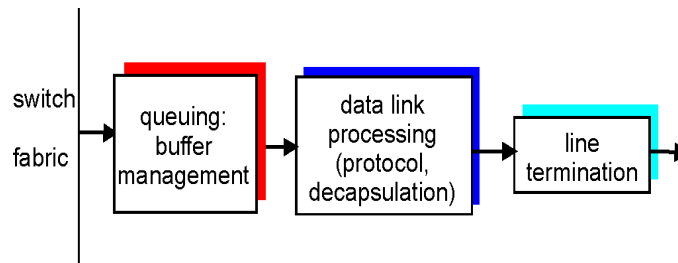 switch
fabric
queuing:
buffer
management
data link
processing
(protocol,
decapsulation)
line
termination